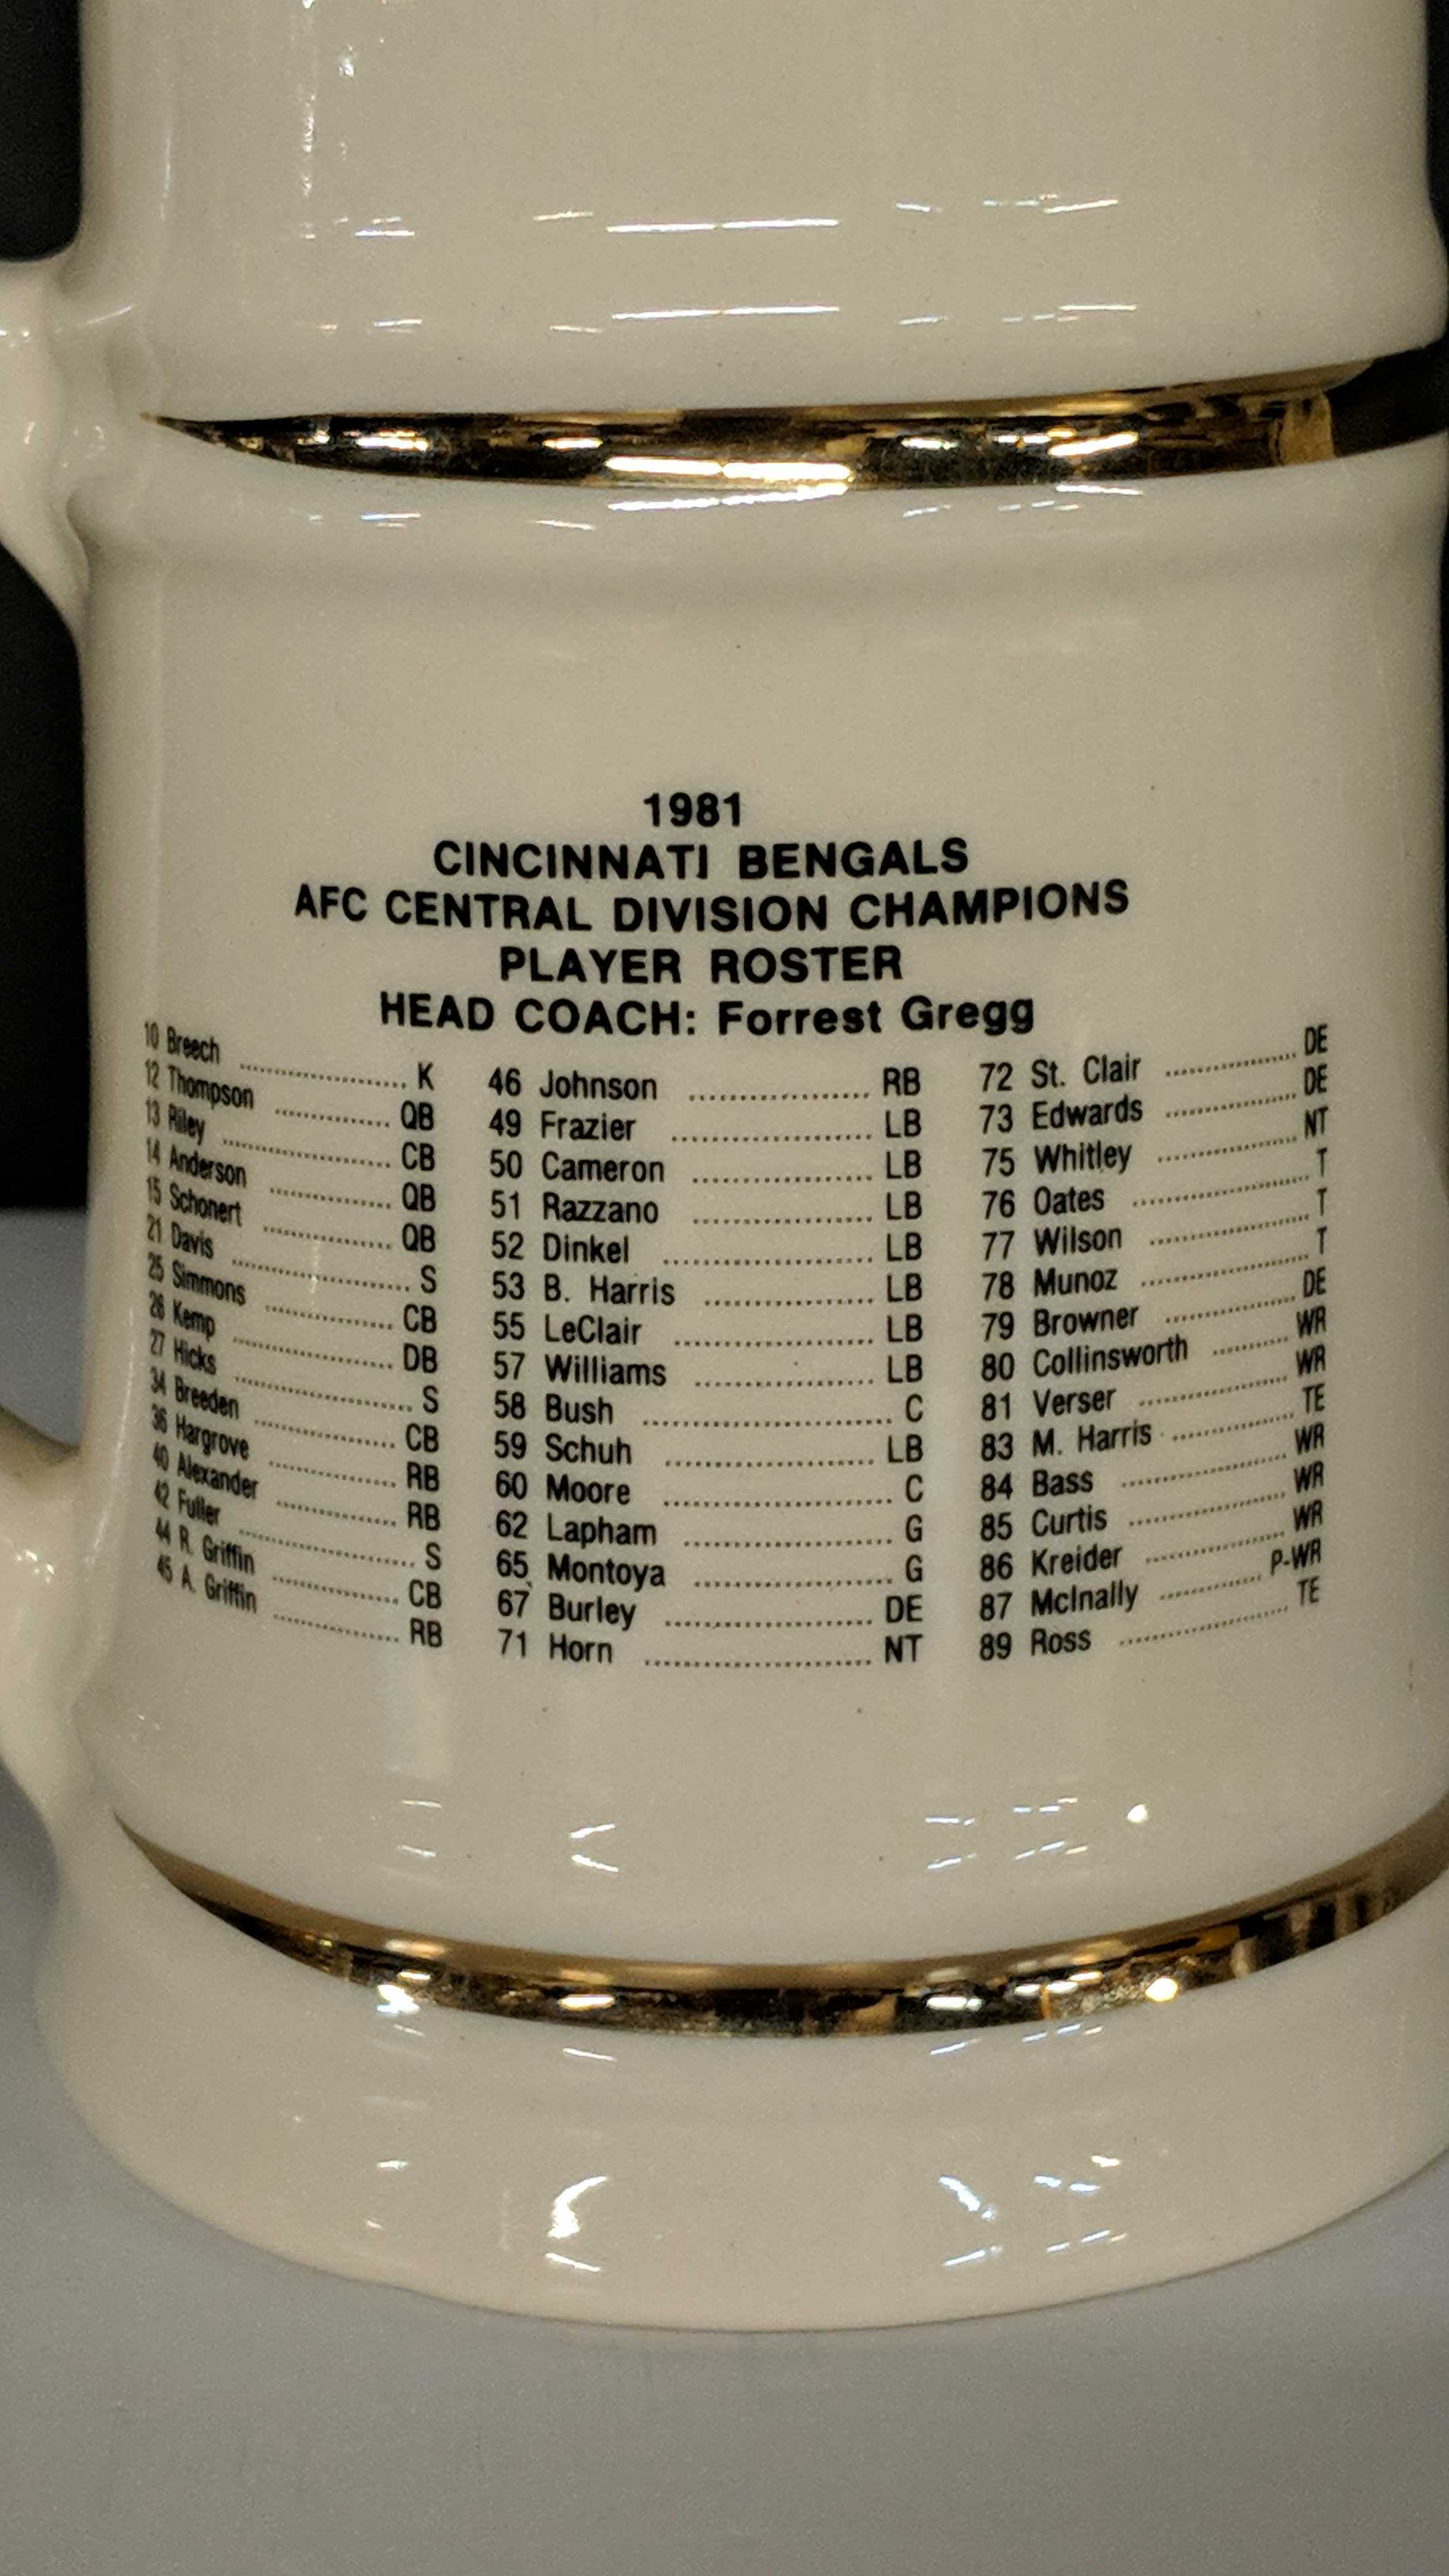 1981
CINCINNATI BENGALS
AFC CENTRAL DIVISION CHAMPIONS
PLAYER ROSTER
HEAD COACH: Forrest Gregg
10 Breech .................... K
12 Thompson .............. QB
13 Riley .................... CB
14 Anderson .............. QB
15 Schonert ............... QB
21 Davis ..................... S
25 Simmons ............... CB
26 Kemp ................... DB
27 Hicks ..................... S
34 Breeden ................. CB
36 Hargrove ............... RB
40 Alexander .............. RB
42 Fuller ..................... S
44 R. Griffin ............... CB
45 A. Griffin ............... RB
46 Johnson .................. RB
49 Frazier .................... LB
50 Cameron .................. LB
51 Razzano .................. LB
52 Dinkel ..................... LB
53 B. Harris ................. LB
55 LeClair .................... LB
57 Williams .................. LB
58 Bush ......................... C
59 Schuh ..................... LB
60 Moore ....................... C
62 Lapham ..................... G
65 Montoya .................... G
67 Burley ..................... DE
71 Horn ....................... NT
72 St. Clair .................. DE
73 Edwards .................. DE
75 Whitley .................. NT
76 Oates ....................... T
77 Wilson ..................... T
78 Munoz ...................... T
79 Browner .................. DE
80 Collinsworth .......... WR
81 Verser ................... WR
83 M. Harris ............... TE
84 Bass ..................... WR
85 Curtis ................... WR
86 Kreider ................. WR
87 McInally ............. P-WR
89 Ross ..................... TE